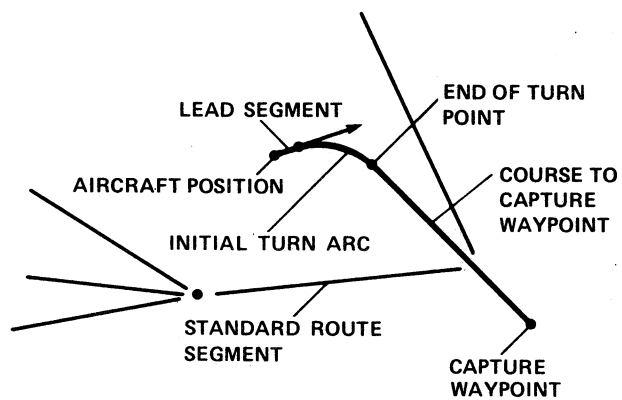 LEAD SEGMENT
END OF TURN
POINT
AIRCRAFT POSITION
COURSE TO
CAPTURE
WAYPOINT
INITIAL TURN ARC
STANDARD ROUTE
SEGMENT
CAPTURE
WAYPOINT